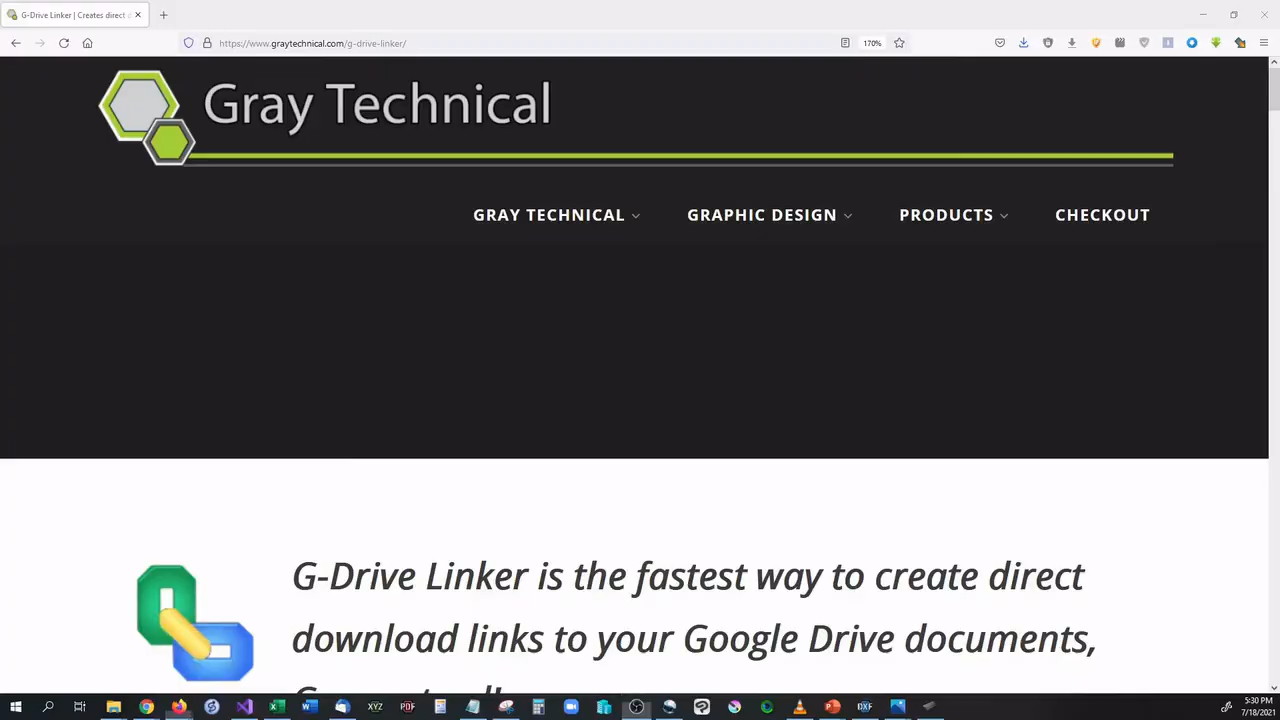 G-Drive Linker | Creates direct d
https://www.graytechnical.com/g-drive-linker/
170%
Gray Technical
GRAY TECHNICAL
GRAPHIC DESIGN
PRODUCTS
CHECKOUT
G-Drive Linker is the fastest way to create direct
download links to your Google Drive documents,
XYZ
PDF
DXF
5:30 PM
7/18/2021